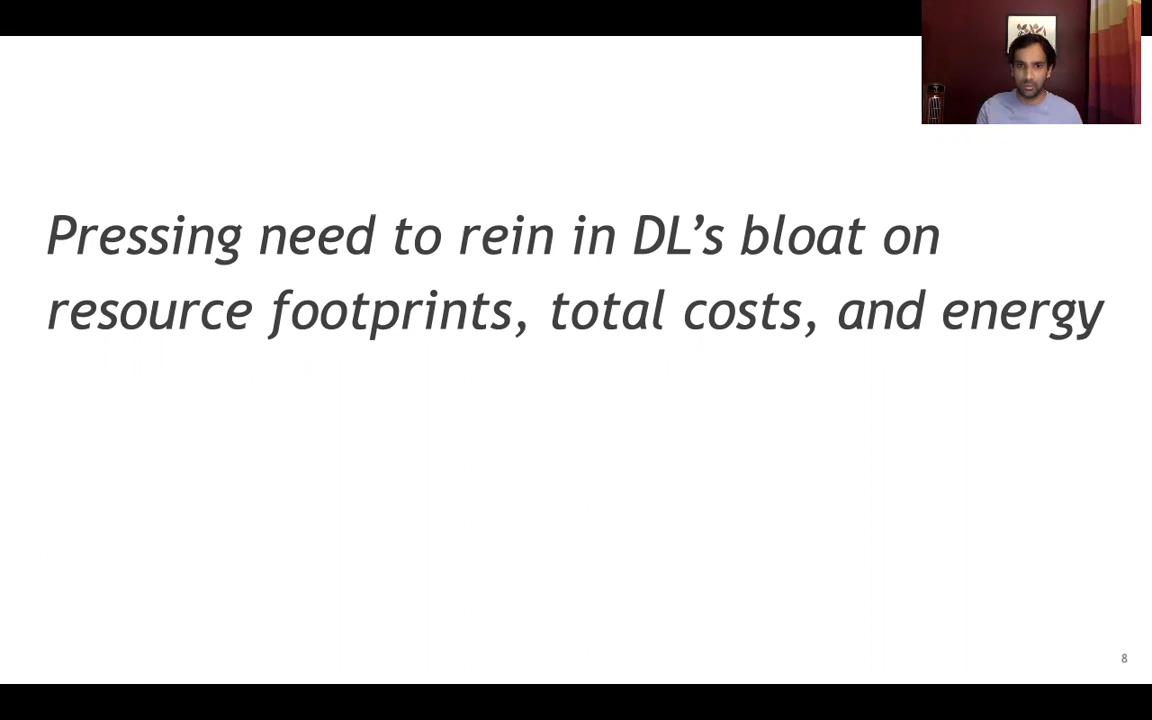 Pressing need to rein in DL’s bloat on
resource footprints, total costs, and energy
8